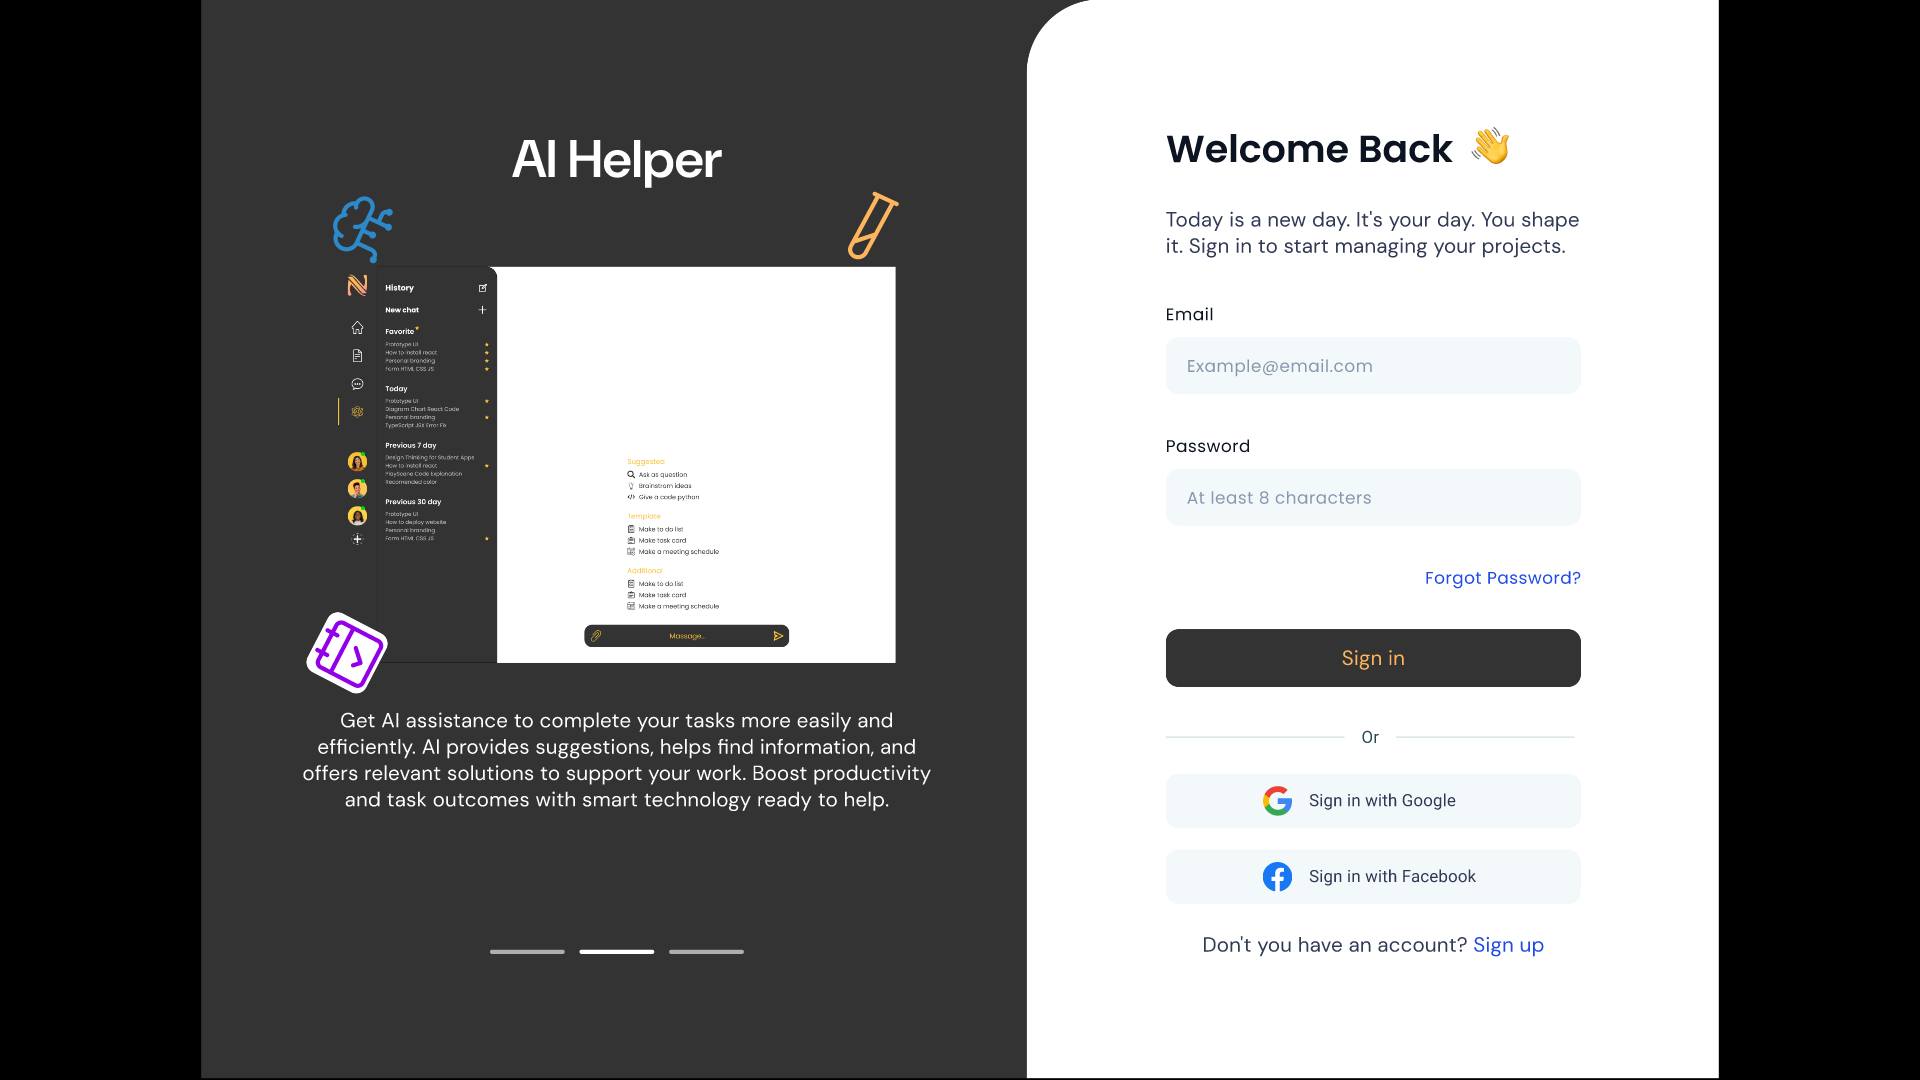 AI Helper
History
New chat
Favorite
Prototype UI
How to install react
Personal branding
Form HTML CSS JS
Today
Prototype UI
Diagram Chart React Code
Personal branding
TypeScript JSX Error Fix
Previous 7 day
Design Thinking for Student Apps
How to install react
PlayScene Code Explanation
Recomended color
Previous 30 day
Prototype UI
How to deploy website
Personal branding
Form HTML CSS JS
Suggested
Ask as question
Brainstrom ideas
Give a code python
Template
Make to do list
Make task card
Make a meeting schedule
Additional
Make to do list
Make task card
Make a meeting schedule
Massage...
Get AI assistance to complete your tasks more easily and
efficiently. AI provides suggestions, helps find information, and
offers relevant solutions to support your work. Boost productivity
and task outcomes with smart technology ready to help.
Welcome Back 👋
Today is a new day. It's your day. You shape
it. Sign in to start managing your projects.
Email
Example@email.com
Password
At least 8 characters
Forgot Password?
Sign in
Or
Sign in with Google
Sign in with Facebook
Don't you have an account? Sign up